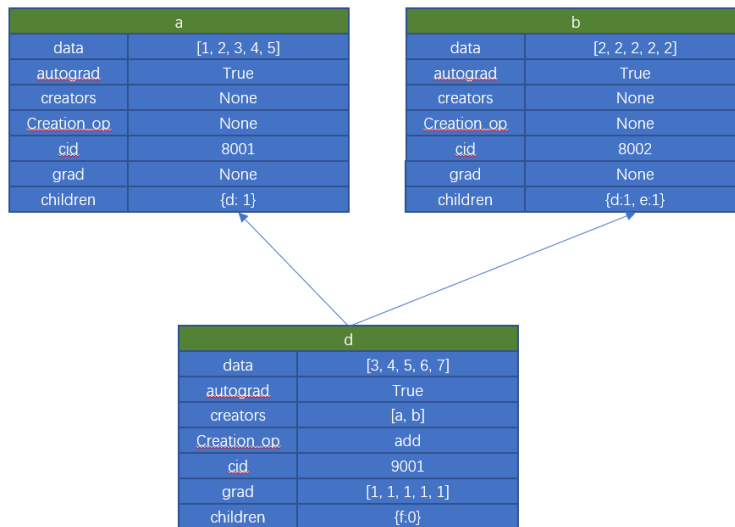 a
data [1, 2, 3, 4, 5]
autograd True
creators None
Creation_op None
cid 8001
grad None
children {d: 1}
b
data [2, 2, 2, 2, 2]
autograd True
creators None
Creation_op None
cid 8002
grad None
children {d:1, e:1}
d
data [3, 4, 5, 6, 7]
autograd True
creators [a, b]
Creation_op add
cid 9001
grad [1, 1, 1, 1, 1]
children {f:0}